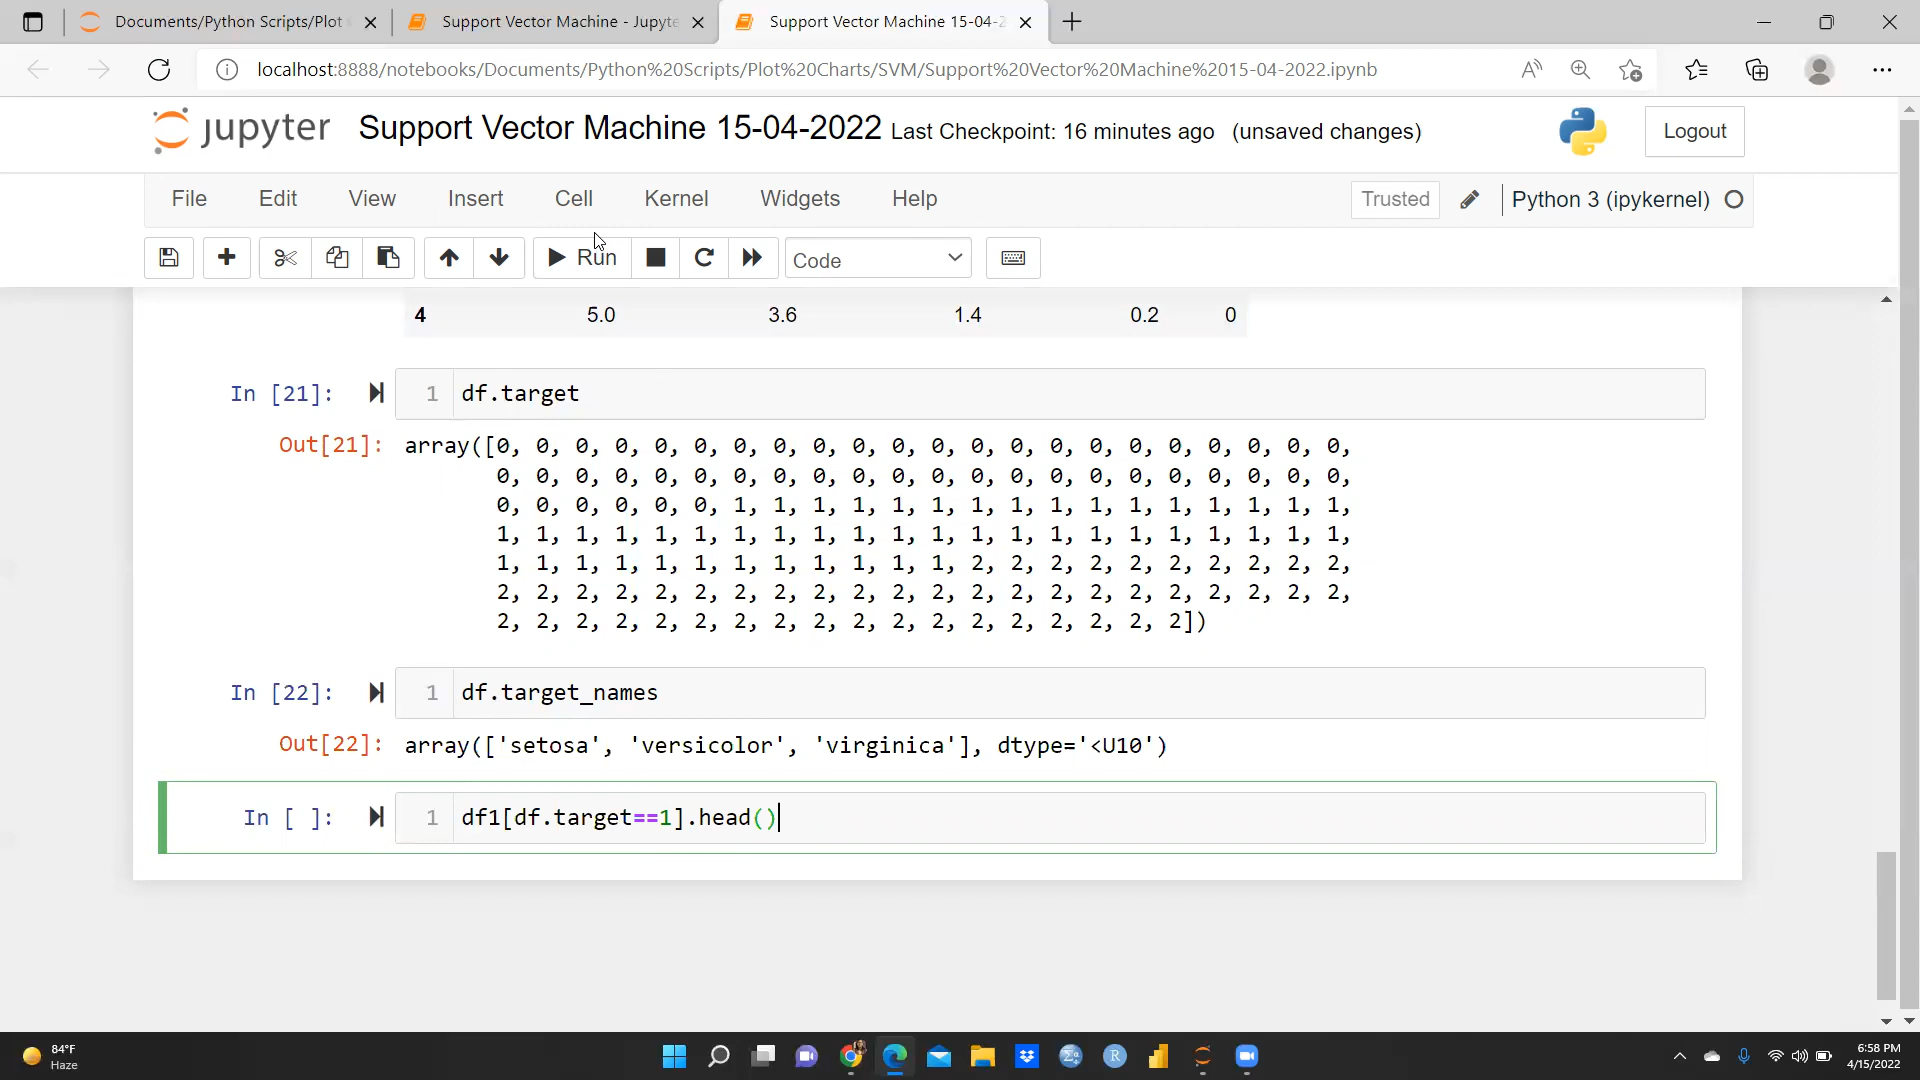 Documents/Python Scripts/Plot
Support Vector Machine - Jupyte
Support Vector Machine 15-04-2
localhost:8888/notebooks/Documents/Python%20Scripts/Plot%20Charts/SVM/Support%20Vector%20Machine%2015-04-2022.ipynb
jupyter Support Vector Machine 15-04-2022 Last Checkpoint: 16 minutes ago (unsaved changes)
Logout
File Edit View Insert Cell Kernel Widgets Help
Trusted Python 3 (ipykernel)
Run Code
4 5.0 3.6 1.4 0.2 0
In [21]: 1 df.target
Out[21]: array([0, 0, 0, 0, 0, 0, 0, 0, 0, 0, 0, 0, 0, 0, 0, 0, 0, 0, 0, 0, 0, 0,
0, 0, 0, 0, 0, 0, 0, 0, 0, 0, 0, 0, 0, 0, 0, 0, 0, 0, 0, 0, 0, 0,
0, 0, 0, 0, 0, 0, 1, 1, 1, 1, 1, 1, 1, 1, 1, 1, 1, 1, 1, 1, 1, 1,
1, 1, 1, 1, 1, 1, 1, 1, 1, 1, 1, 1, 1, 1, 1, 1, 1, 1, 1, 1, 1, 1,
1, 1, 1, 1, 1, 1, 1, 1, 1, 1, 1, 1, 2, 2, 2, 2, 2, 2, 2, 2, 2, 2,
2, 2, 2, 2, 2, 2, 2, 2, 2, 2, 2, 2, 2, 2, 2, 2, 2, 2, 2, 2, 2, 2,
2, 2, 2, 2, 2, 2, 2, 2, 2, 2, 2, 2, 2, 2, 2, 2, 2, 2])
In [22]: 1 df.target_names
Out[22]: array(['setosa', 'versicolor', 'virginica'], dtype='<U10')
In [ ]: 1 df1[df.target==1].head()
84°F
Haze
6:58 PM
4/15/2022